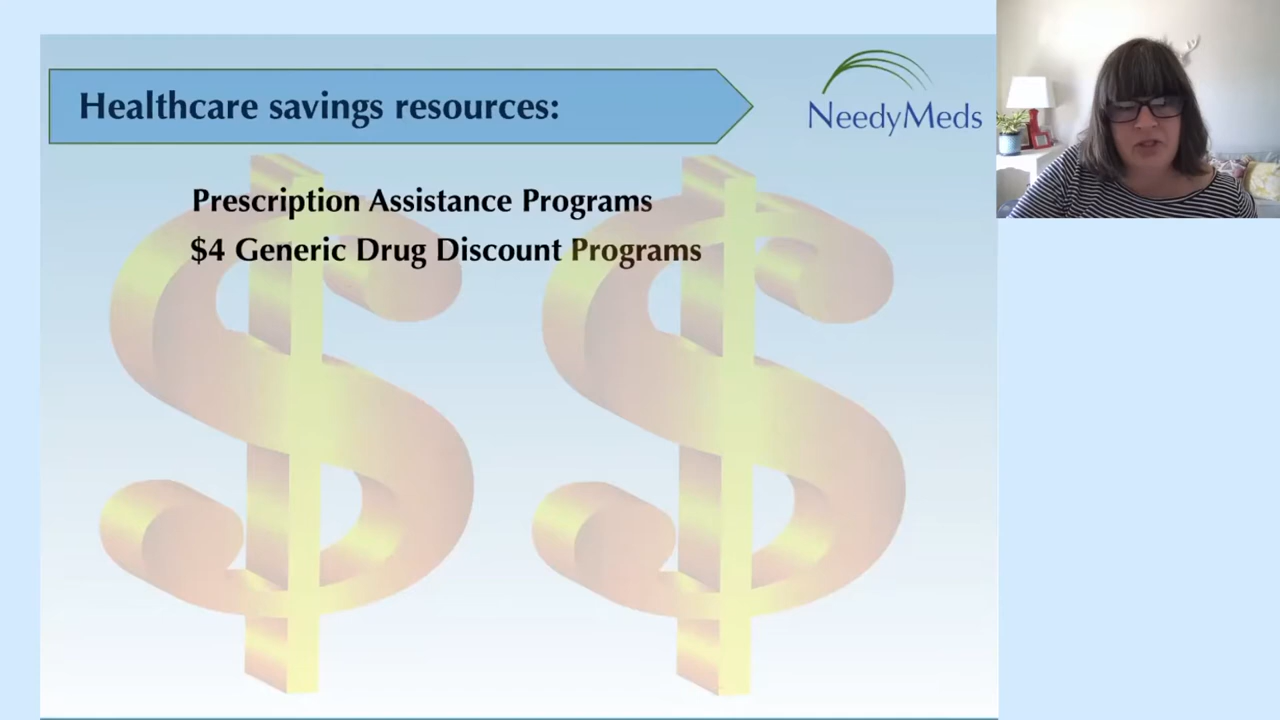 Healthcare savings resources:
NeedyMeds
Prescription Assistance Programs
$4 Generic Drug Discount Programs